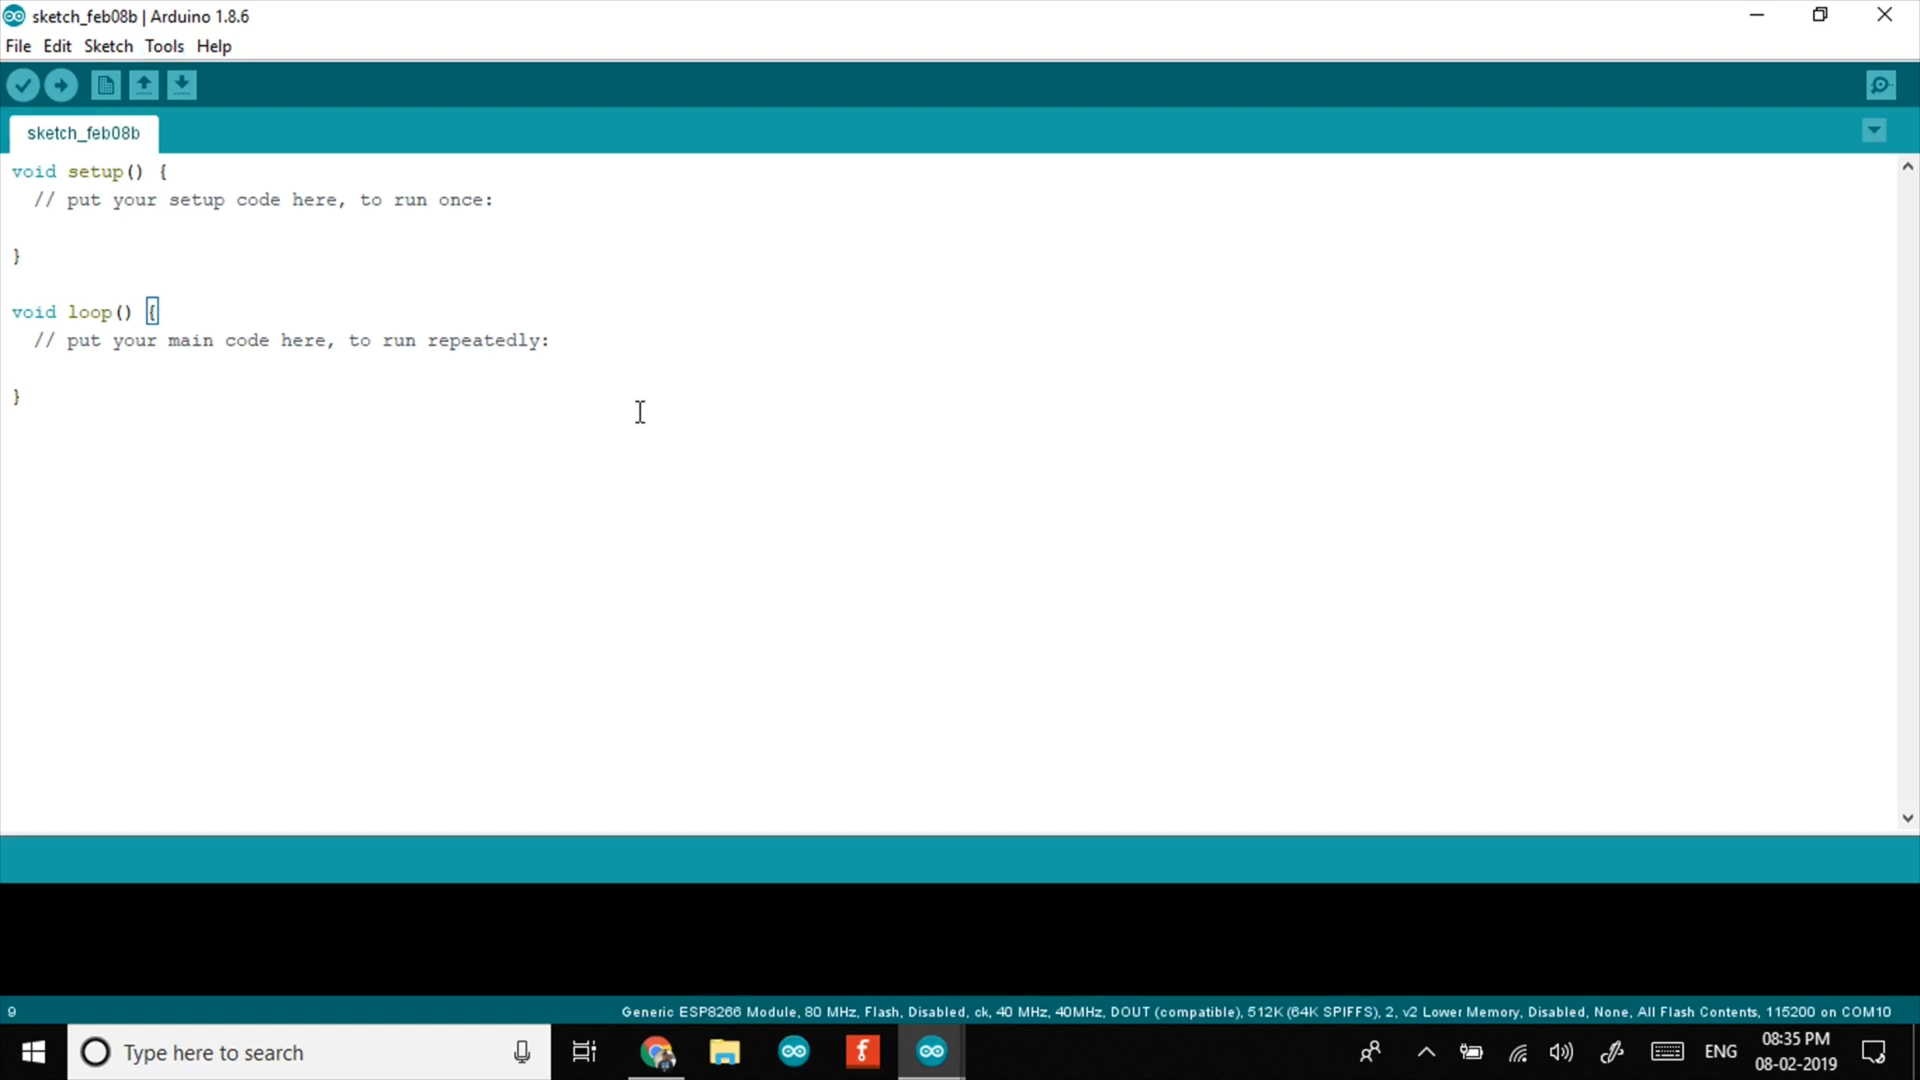 sketch_feb08b | Arduino 1.8.6
File Edit Sketch Tools Help
sketch_feb08b
void setup() {
// put your setup code here, to run once:
}
void loop() {
// put your main code here, to run repeatedly:
}
9
Generic ESP8266 Module, 80 MHz, Flash, Disabled, ck, 40 MHz, 40MHz, DOUT (compatible), 512K (64K SPIFFS), 2, v2 Lower Memory, Disabled, None, All Flash Contents, 115200 on COM10
Type here to search
ENG
08:35 PM
08-02-2019